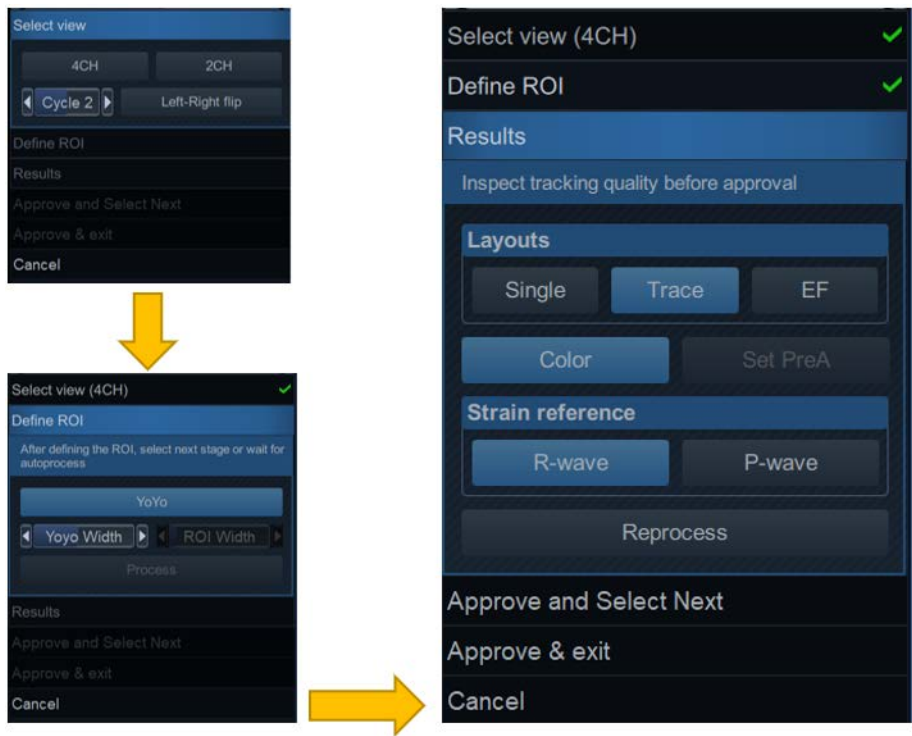 Select view
4CH 2CH
Cycle 2 Left-Right flip
Define ROI
Results
Approve and Select Next
Approve & exit
Cancel
Select view (4CH)
Define ROI
After defining the ROI, select next stage or wait for
autoprocess
YoYo
Yoyo Width ROI Width
Process
Results
Approve and Select Next
Approve & exit
Cancel
Select view (4CH)
Define ROI
Results
Inspect tracking quality before approval
Layouts
Single Trace EF
Color Set PreA
Strain reference
R-wave P-wave
Reprocess
Approve and Select Next
Approve & exit
Cancel